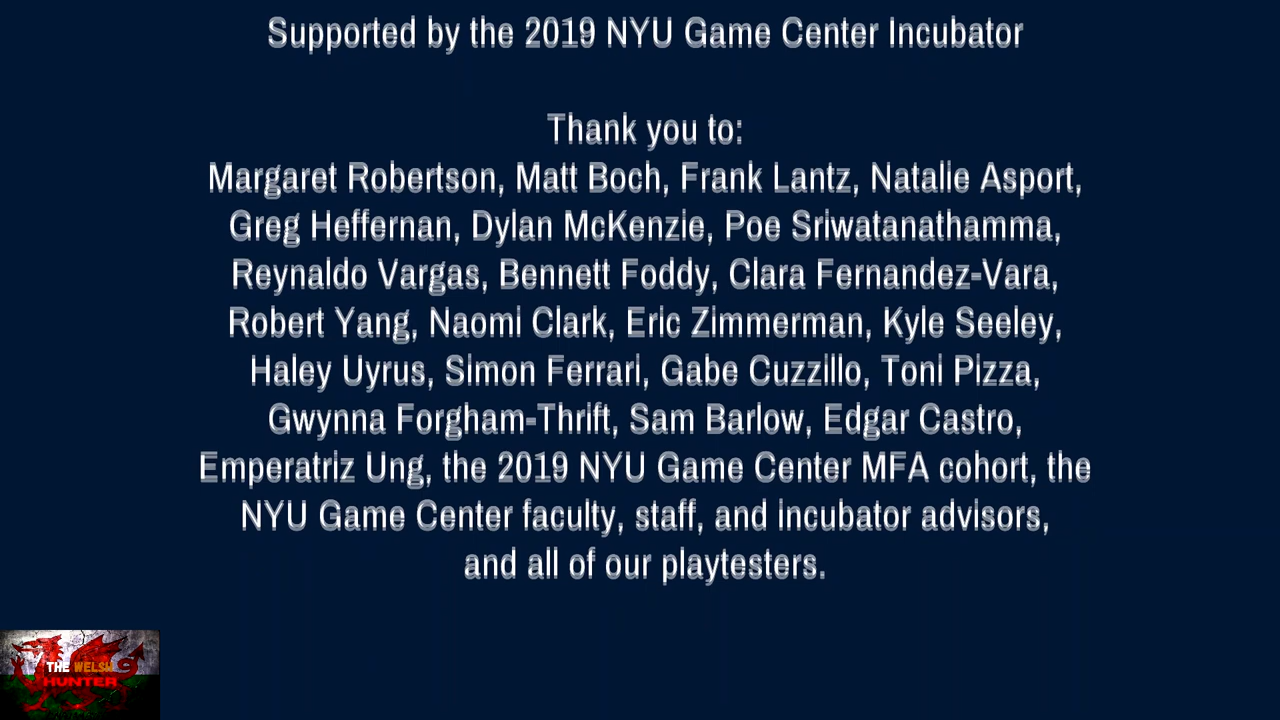 Supported by the 2019 NYU Game Center Incubator
Thank you to:
Margaret Robertson, Matt Boch, Frank Lantz, Natalie Asport,
Greg Heffernan, Dylan McKenzie, Poe Sriwatanathamma,
Reynaldo Vargas, Bennett Foddy, Clara Fernandez-Vara,
Robert Yang, Naomi Clark, Eric Zimmerman, Kyle Seeley,
Haley Uyrus, Simon Ferrari, Gabe Cuzzillo, Toni Pizza,
Gwynna Forgham-Thrift, Sam Barlow, Edgar Castro,
Emperatriz Ung, the 2019 NYU Game Center MFA cohort, the
NYU Game Center faculty, staff, and incubator advisors,
and all of our playtesters.
THE WELSH
HUNTER